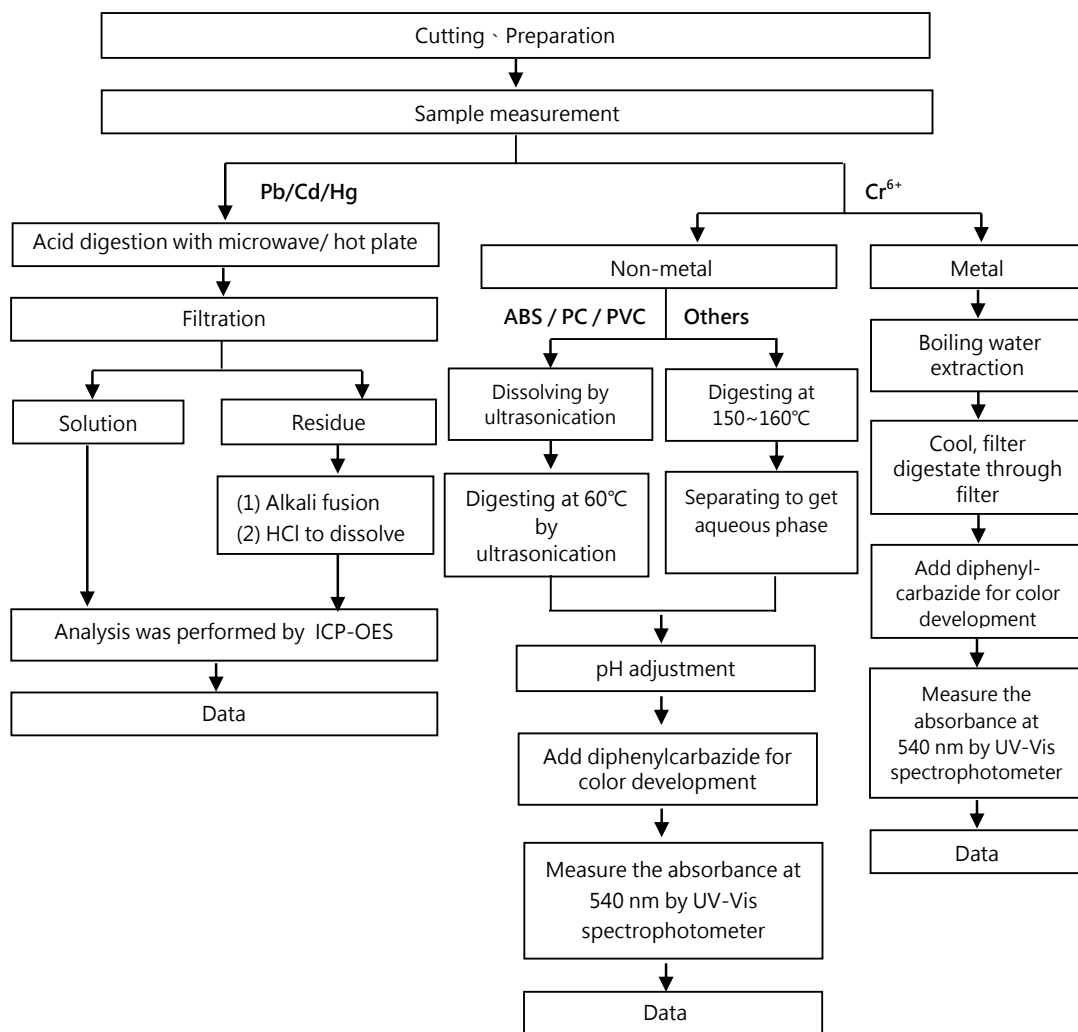 Cutting、Preparation
Sample measurement
Pb/Cd/Hg
Cr6+
Acid digestion with microwave/ hot plate
Filtration
Solution
Residue
(1) Alkali fusion
(2) HCl to dissolve
Analysis was performed by ICP-OES
Data
Non-metal
ABS / PC / PVC
Others
Dissolving by
ultrasonication
Digesting at
150~160℃
Digesting at 60℃
by
ultrasonication
Separating to get
aqueous phase
pH adjustment
Add diphenylcarbazide for
color development
Measure the absorbance at
540 nm by UV-Vis
spectrophotometer
Data
Metal
Boiling water
extraction
Cool, filter
digestate through
filter
Add diphenyl-
carbazide for color
development
Measure the
absorbance at
540 nm by UV-Vis
spectrophotometer
Data